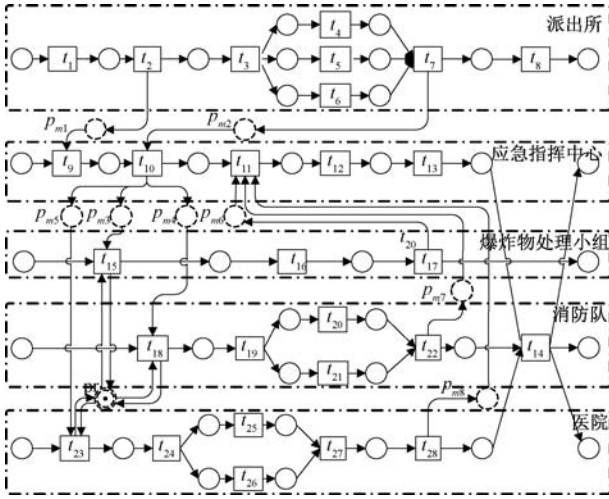 派出所
t4
t1 t2 t3 t5 t7 t8
t6
pm1 pm2
应急指挥中心
t9 t10 t11 t12 t13
pm5 pm3 pm4 pm6
t20 爆炸物处理小组
t15 t16 t17
pm7
消防队
t20
t18 t19 t22 t14
t21
pm8
医院
t25
t23 t24 t27 t28
t26